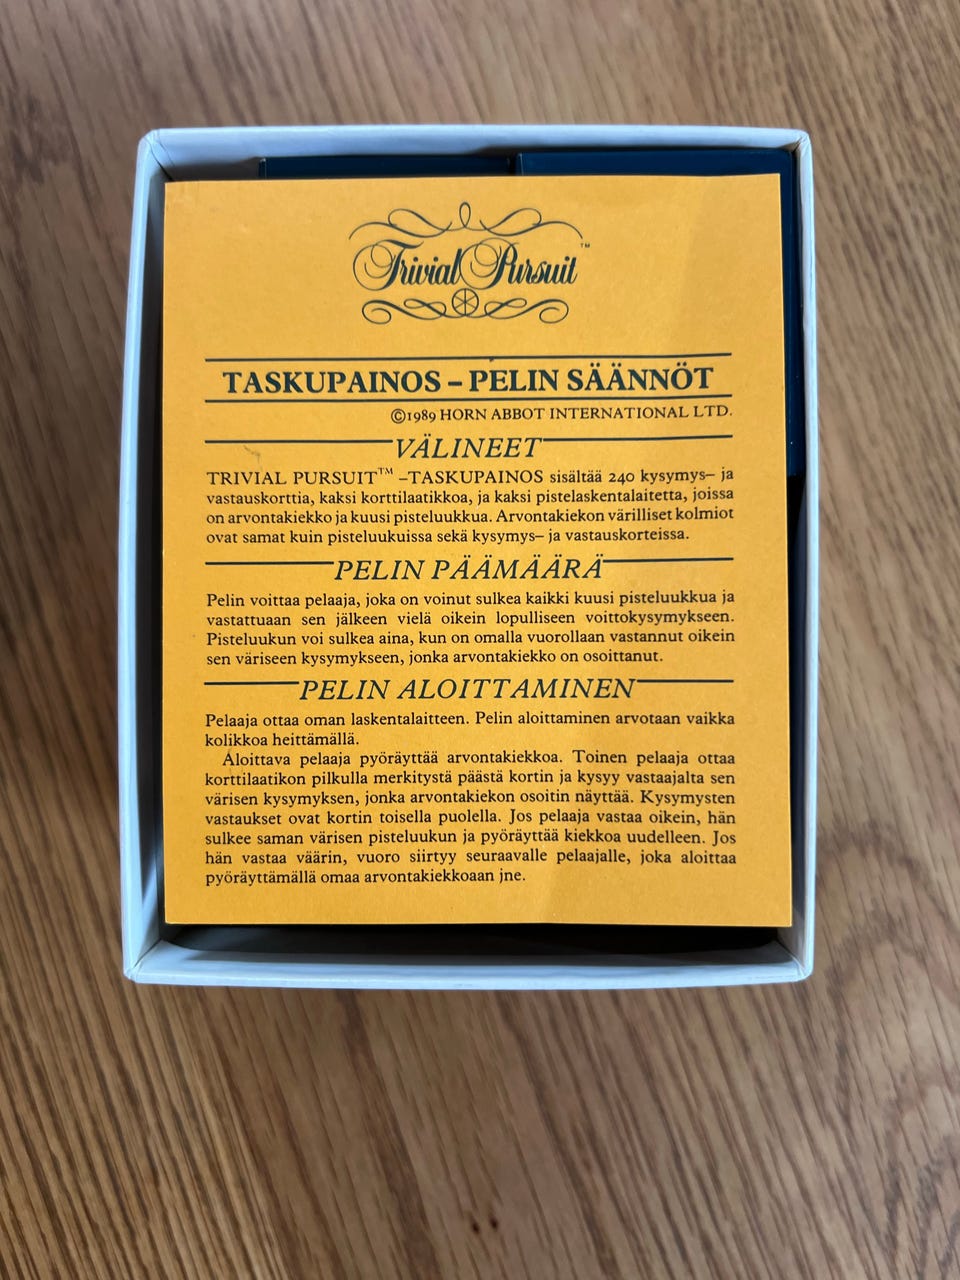 Trivial Pursuit™
TASKUPAINOS – PELIN SÄÄNNÖT
©1989 HORN ABBOT INTERNATIONAL LTD.
VÄLINEET
TRIVIAL PURSUIT™ –TASKUPAINOS sisältää 240 kysymys– ja
vastauskorttia, kaksi korttilaatikkoa, ja kaksi pistelaskentalaitetta, joissa
on arvontakiekko ja kuusi pisteluukkua. Arvontakiekon värilliset kolmiot
ovat samat kuin pisteluukuissa sekä kysymys– ja vastauskorteissa.
PELIN PÄÄMÄÄRÄ
Pelin voittaa pelaaja, joka on voinut sulkea kaikki kuusi pisteluukkua ja
vastattuaan sen jälkeen vielä oikein lopulliseen voittokysymykseen.
Pisteluukun voi sulkea aina, kun on omalla vuorollaan vastannut oikein
sen väriseen kysymykseen, jonka arvontakiekko on osoittanut.
PELIN ALOITTAMINEN
Pelaaja ottaa oman laskentalaitteen. Pelin aloittaminen arvotaan vaikka
kolikkoa heittämällä.
Aloittava pelaaja pyöräyttää arvontakiekkoa. Toinen pelaaja ottaa
korttilaatikon pilkulla merkitystä päästä kortin ja kysyy vastaajalta sen
värisen kysymyksen, jonka arvontakiekon osoitin näyttää. Kysymysten
vastaukset ovat kortin toisella puolella. Jos pelaaja vastaa oikein, hän
sulkee saman värisen pisteluukun ja pyöräyttää kiekkoa uudelleen. Jos
hän vastaa väärin, vuoro siirtyy seuraavalle pelaajalle, joka aloittaa
pyöräyttämällä omaa arvontakiekkoaan jne.